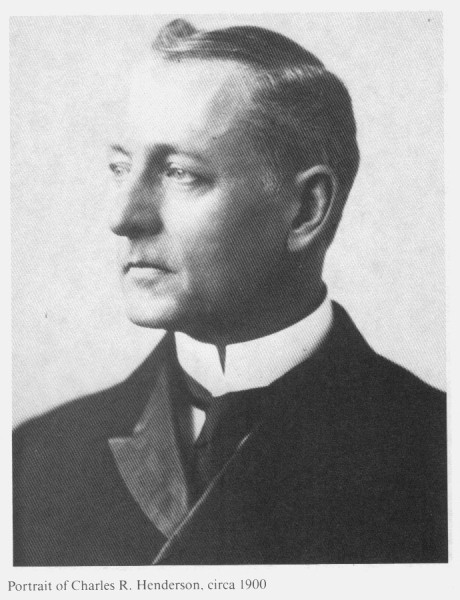 Portrait of Charles R. Henderson, circa 1900